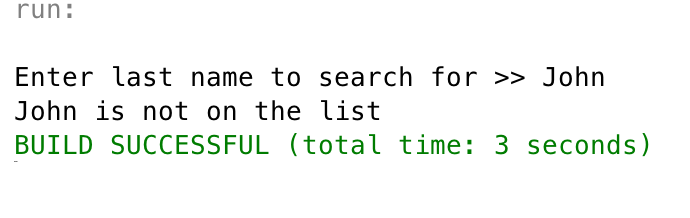 run:
Enter last name to search for >> John
John is not on the list
BUILD SUCCESSFUL (total time: 3 seconds)